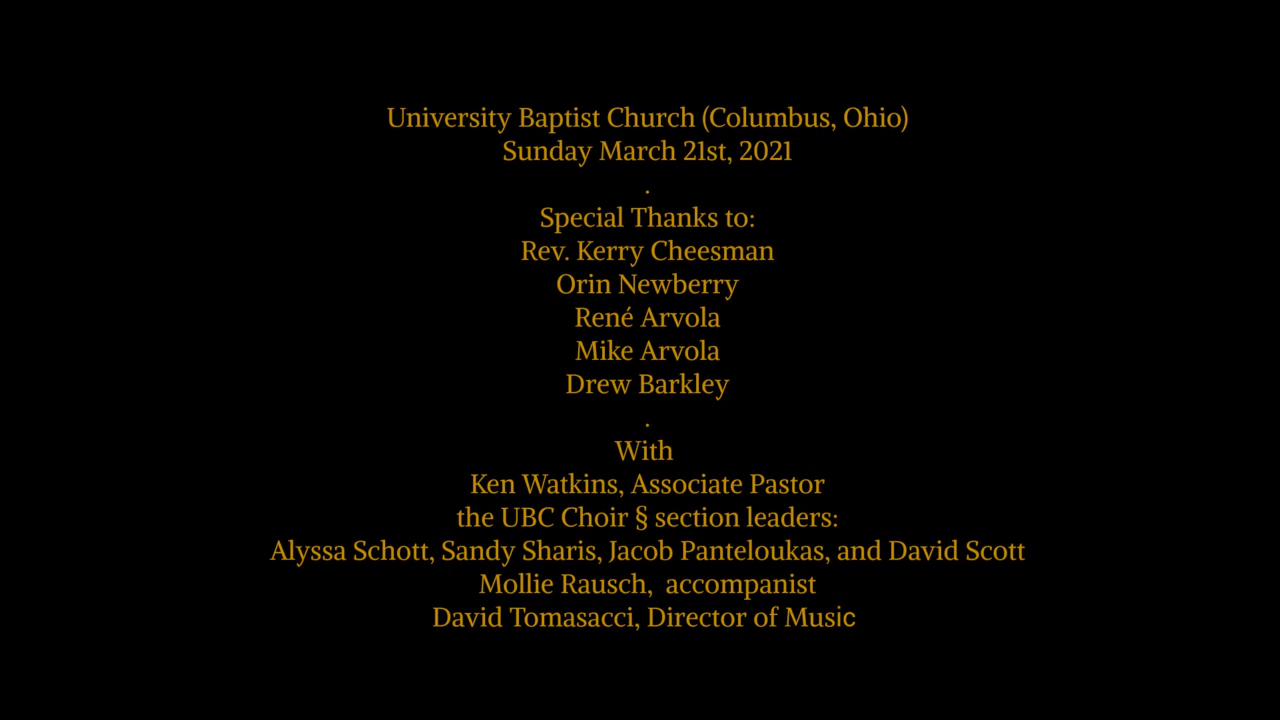 University Baptist Church (Columbus, Ohio)
Sunday March 21st, 2021
.
Special Thanks to:
Rev. Kerry Cheesman
Orin Newberry
René Arvola
Mike Arvola
Drew Barkley
.
With
Ken Watkins, Associate Pastor
the UBC Choir § section leaders:
Alyssa Schott, Sandy Sharis, Jacob Panteloukas, and David Scott
Mollie Rausch,  accompanist
David Tomasacci, Director of Music